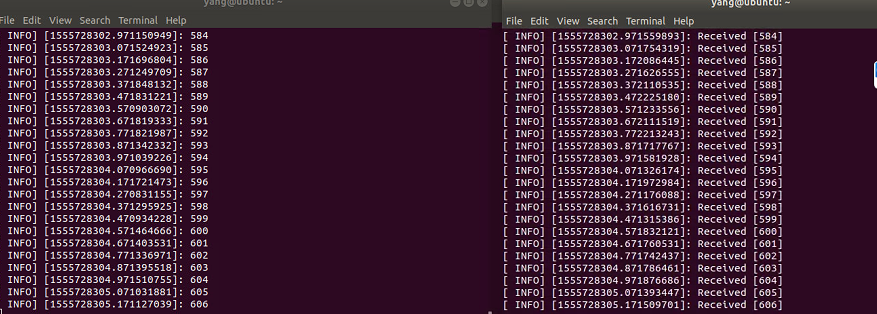 yang@ubuntu: ~
File Edit View Search Terminal Help
INFO] [1555728302.971150949]: 584
INFO] [1555728303.071524923]: 585
INFO] [1555728303.171696804]: 586
INFO] [1555728303.271249709]: 587
INFO] [1555728303.371848132]: 588
INFO] [1555728303.471831221]: 589
INFO] [1555728303.570903072]: 590
INFO] [1555728303.671819333]: 591
INFO] [1555728303.771821987]: 592
INFO] [1555728303.871342332]: 593
INFO] [1555728303.971039226]: 594
INFO] [1555728304.070966690]: 595
INFO] [1555728304.171721473]: 596
INFO] [1555728304.270831155]: 597
INFO] [1555728304.371295925]: 598
INFO] [1555728304.470934228]: 599
INFO] [1555728304.571464666]: 600
INFO] [1555728304.671403531]: 601
INFO] [1555728304.771336971]: 602
INFO] [1555728304.871395518]: 603
INFO] [1555728304.971510755]: 604
INFO] [1555728305.071031881]: 605
INFO] [1555728305.171127039]: 606
yang@ubuntu: ~
File Edit View Search Terminal Help
[ INFO] [1555728302.971559893]: Received [584]
[ INFO] [1555728303.071754319]: Received [585]
[ INFO] [1555728303.172086445]: Received [586]
[ INFO] [1555728303.271626555]: Received [587]
[ INFO] [1555728303.372110535]: Received [588]
[ INFO] [1555728303.472225180]: Received [589]
[ INFO] [1555728303.571233556]: Received [590]
[ INFO] [1555728303.672111519]: Received [591]
[ INFO] [1555728303.772213243]: Received [592]
[ INFO] [1555728303.871717767]: Received [593]
[ INFO] [1555728303.971581928]: Received [594]
[ INFO] [1555728304.071326174]: Received [595]
[ INFO] [1555728304.171972984]: Received [596]
[ INFO] [1555728304.271176088]: Received [597]
[ INFO] [1555728304.371616731]: Received [598]
[ INFO] [1555728304.471315386]: Received [599]
[ INFO] [1555728304.571832121]: Received [600]
[ INFO] [1555728304.671760531]: Received [601]
[ INFO] [1555728304.771742437]: Received [602]
[ INFO] [1555728304.871786461]: Received [603]
[ INFO] [1555728304.971876686]: Received [604]
[ INFO] [1555728305.071393447]: Received [605]
[ INFO] [1555728305.171509701]: Received [606]